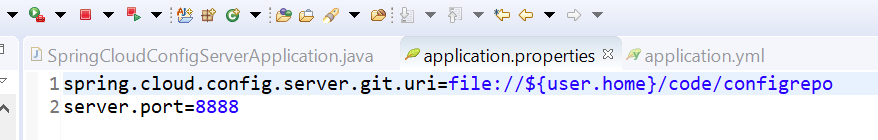 SpringCloudConfigServerApplication.java application.properties application.yml
1 spring.cloud.config.server.git.uri=file://${user.home}/code/configrepo
2 server.port=8888